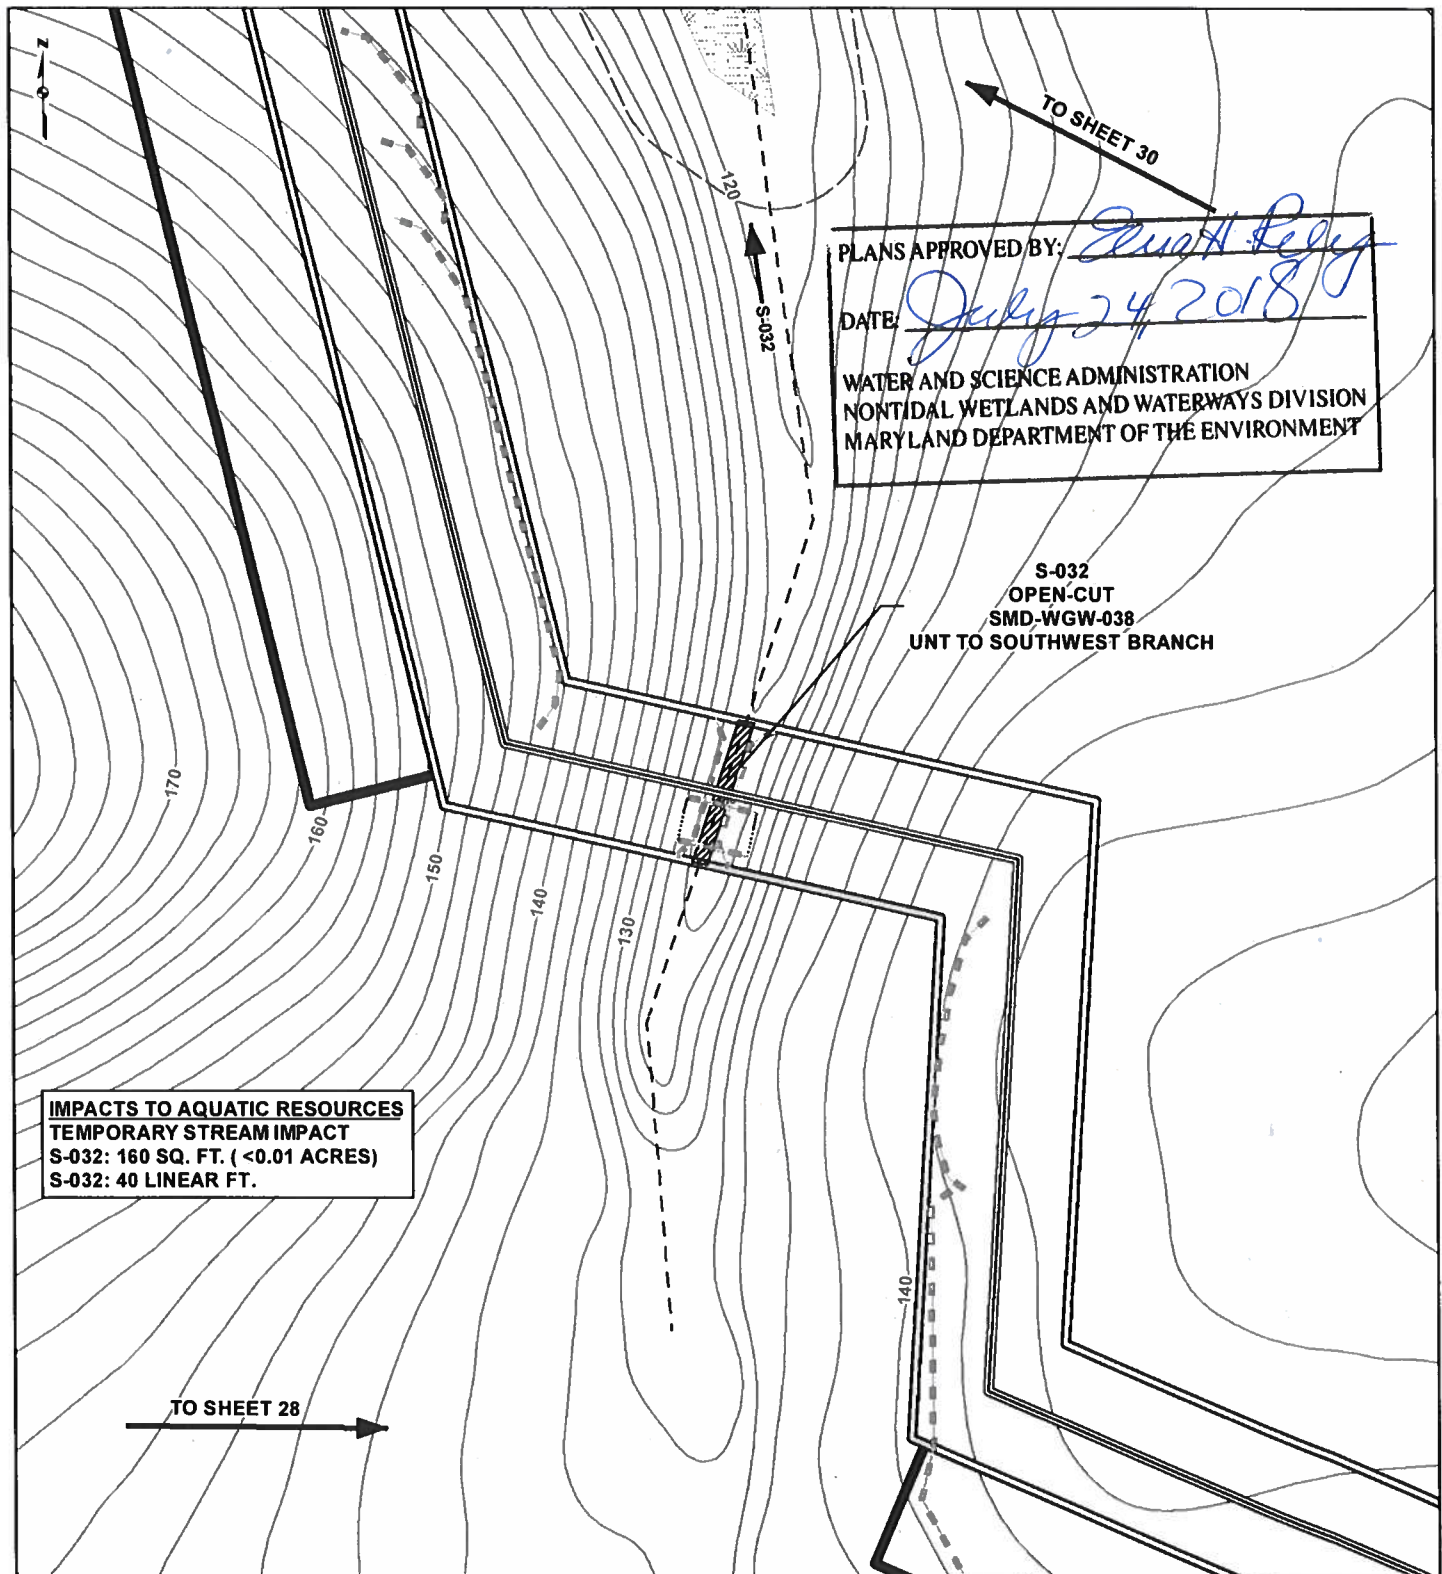 N
TO SHEET 30
120
S-032
PLANS APPROVED BY:
DATE: July 24, 2018
WATER AND SCIENCE ADMINISTRATION
NONTIDAL WETLANDS AND WATERWAYS DIVISION
MARYLAND DEPARTMENT OF THE ENVIRONMENT
S-032
OPEN-CUT
SMD-WGW-038
UNT TO SOUTHWEST BRANCH
170
160
150
140
130
IMPACTS TO AQUATIC RESOURCES
TEMPORARY STREAM IMPACT
S-032: 160 SQ. FT. ( <0.01 ACRES)
S-032: 40 LINEAR FT.
140
TO SHEET 28